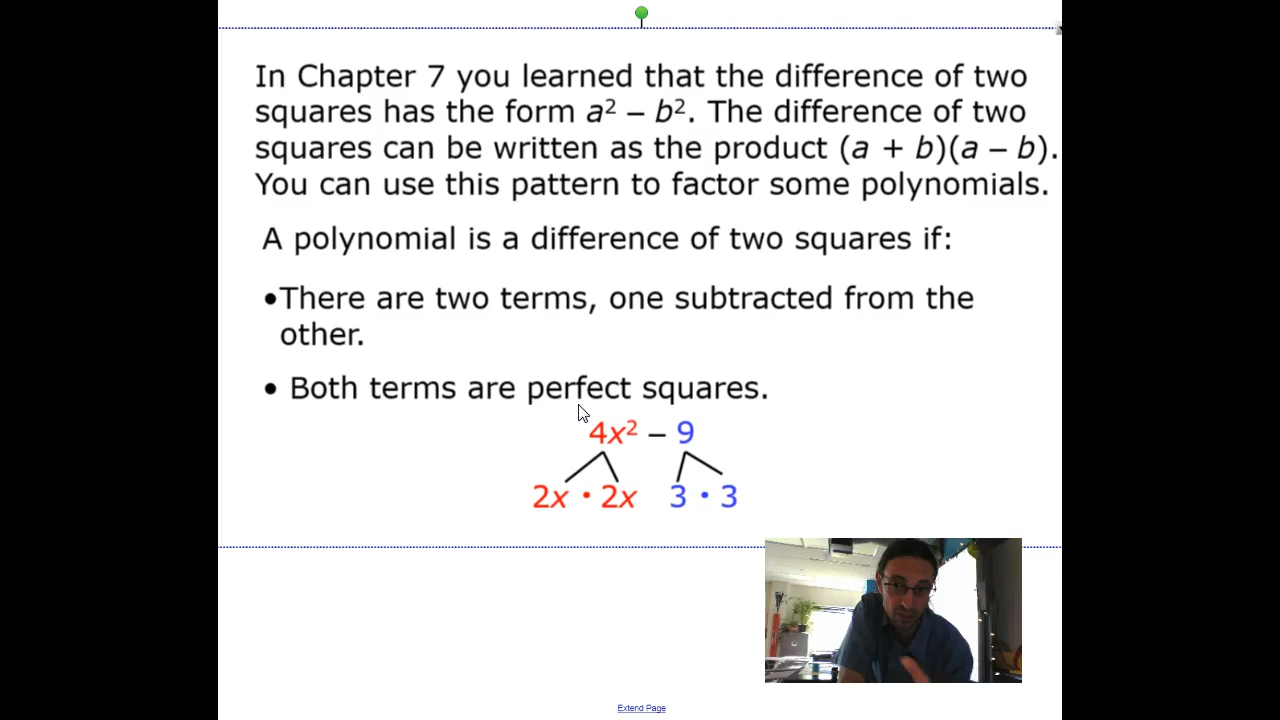 In Chapter 7 you learned that the difference of two
squares has the form a² – b². The difference of two
squares can be written as the product (a + b)(a – b).
You can use this pattern to factor some polynomials.
A polynomial is a difference of two squares if:
•There are two terms, one subtracted from the
other.
• Both terms are perfect squares.
4x² – 9
2x • 2x 3 • 3
Extend Page